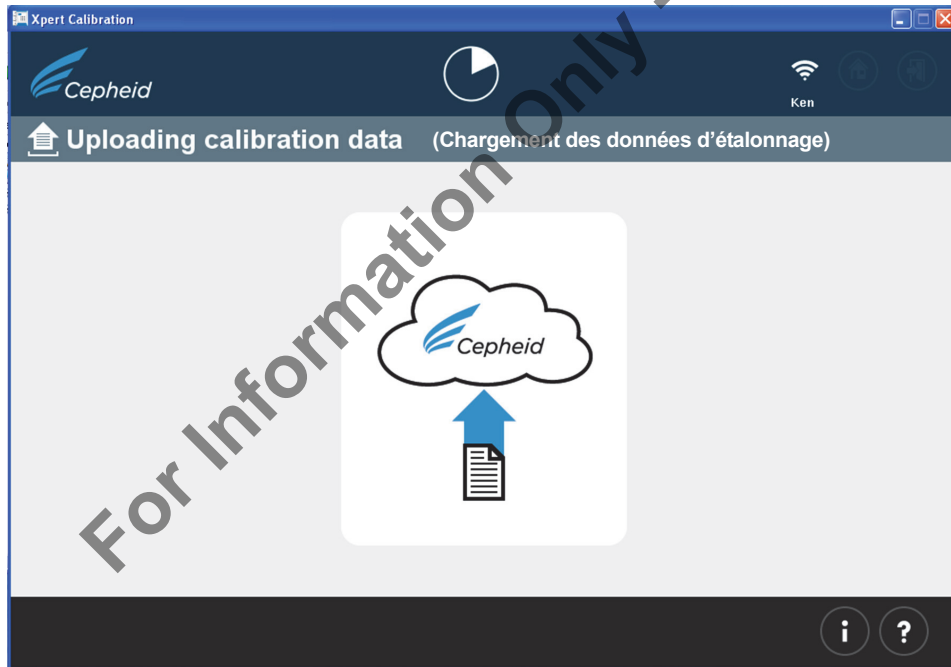 Xpert Calibration
Cepheid
Ken
Uploading calibration data (Chargement des données d'étalonnage)
Cepheid
i ?
For Information Only